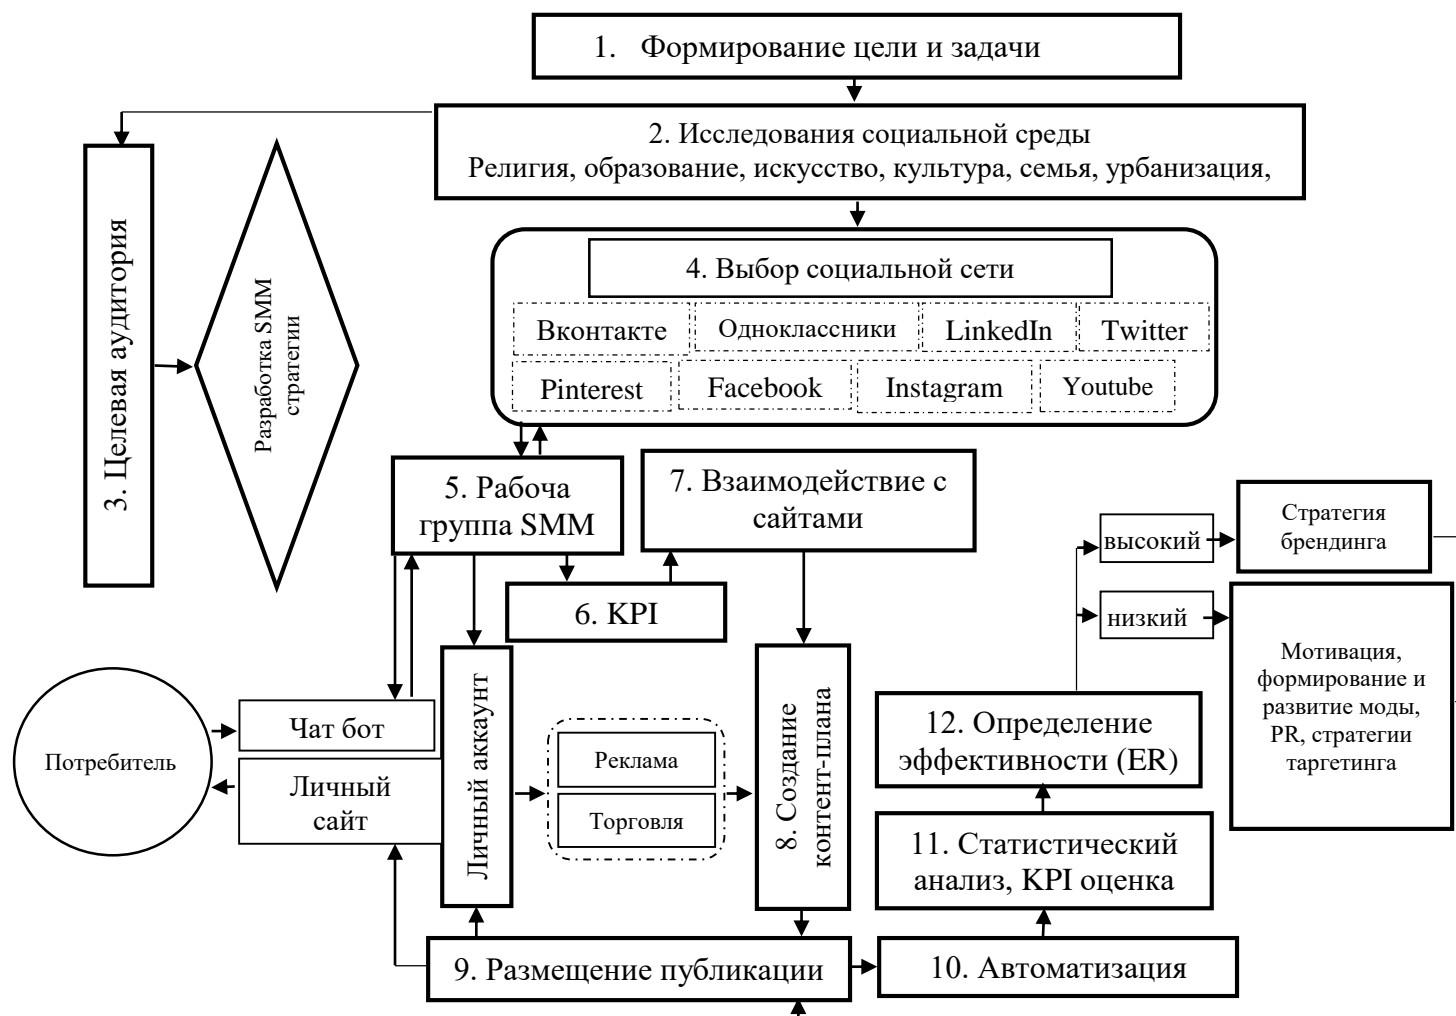 1. Формирование цели и задачи
2. Исследования социальной среды
Религия, образование, искусство, культура, семья, урбанизация,
3. Целевая аудитория
Разработка SMM
стратегии
4. Выбор социальной сети
Вконтакте
Одноклассники
LinkedIn
Twitter
Pinterest
Facebook
Instagram
Youtube
5. Рабоча
группа SMM
7. Взаимодействие с
сайтами
6. KPI
высокий
Стратегия
брендинга
низкий
Мотивация,
формирование и
развитие моды,
PR, стратегии
таргетинга
Потребитель
Чат бот
Личный
сайт
Личный аккаунт
Реклама
Торговля
8. Создание
контент-плана
12. Определение
эффективности (ER)
11. Статистический
анализ, KPI оценка
9. Размещение публикации
10. Автоматизация